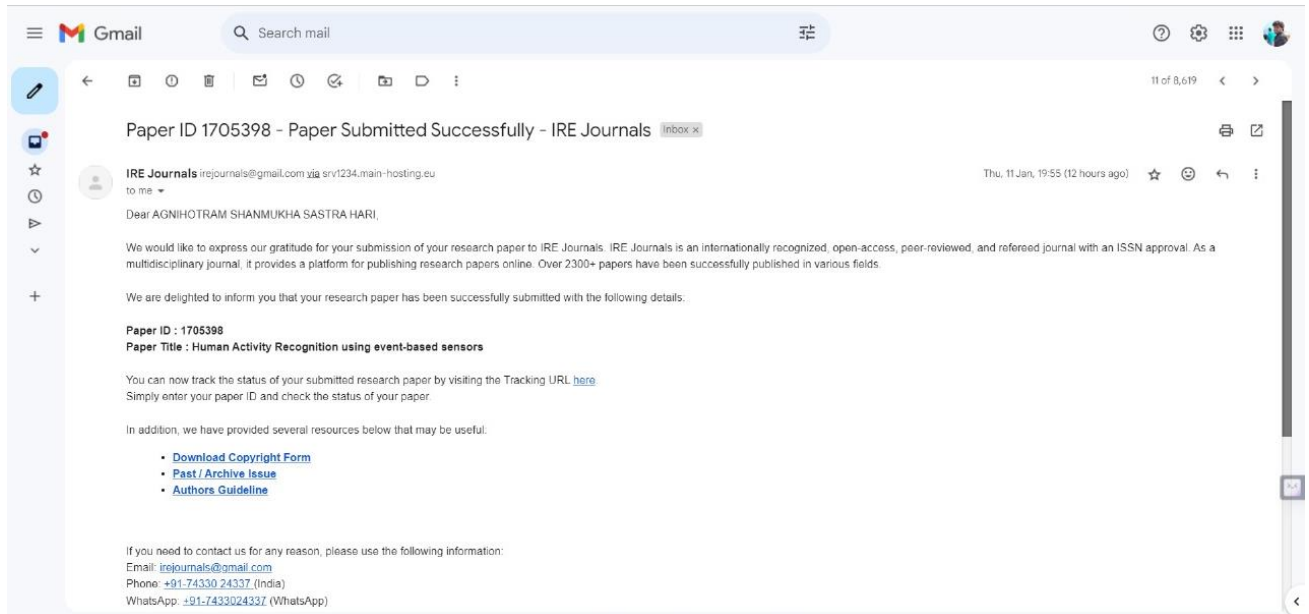 Gmail
Search mail
11 of 8,619
Paper ID 1705398 - Paper Submitted Successfully - IRE Journals Inbox x
IRE Journals irejournals@gmail.com via srv1234.main-hosting.eu
Thu, 11 Jan, 19:55 (12 hours ago)
to me
Dear AGNIHOTRAM SHANMUKHA SASTRA HARI,
We would like to express our gratitude for your submission of your research paper to IRE Journals. IRE Journals is an internationally recognized, open-access, peer-reviewed, and refereed journal with an ISSN approval. As a
multidisciplinary journal, it provides a platform for publishing research papers online. Over 2300+ papers have been successfully published in various fields.
We are delighted to inform you that your research paper has been successfully submitted with the following details:
Paper ID : 1705398
Paper Title : Human Activity Recognition using event-based sensors
You can now track the status of your submitted research paper by visiting the Tracking URL here.
Simply enter your paper ID and check the status of your paper.
In addition, we have provided several resources below that may be useful:
• Download Copyright Form
• Past / Archive Issue
• Authors Guideline
If you need to contact us for any reason, please use the following information:
Email: irejournals@gmail.com
Phone: +91-74330 24337 (India)
WhatsApp: +91-7433024337 (WhatsApp)